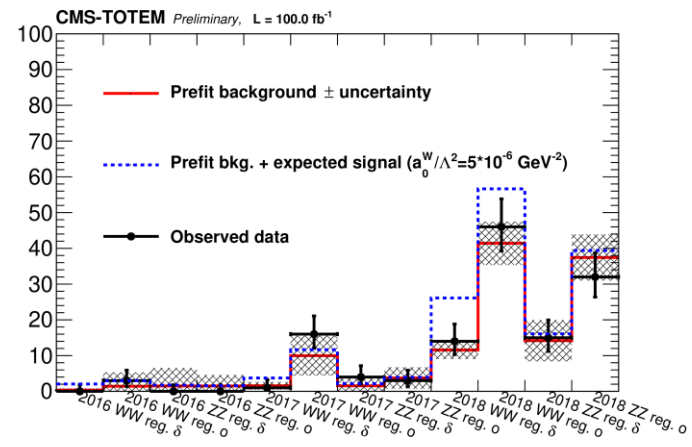 CMS-TOTEM Preliminary, L = 100.0 fb⁻¹
100
90
80
70
60
50
40
30
20
10
0
Prefit background ± uncertainty
Prefit bkg. + expected signal (a₀ᵂ/Λ²=5*10⁻⁶ GeV⁻²)
Observed data
2016 WW reg. δ
2016 WW reg. o
2016 ZZ reg. δ
2016 ZZ reg. o
2017 WW reg. δ
2017 WW reg. o
2017 ZZ reg. δ
2017 ZZ reg. o
2018 WW reg. δ
2018 WW reg. o
2018 ZZ reg. δ
2018 ZZ reg. o